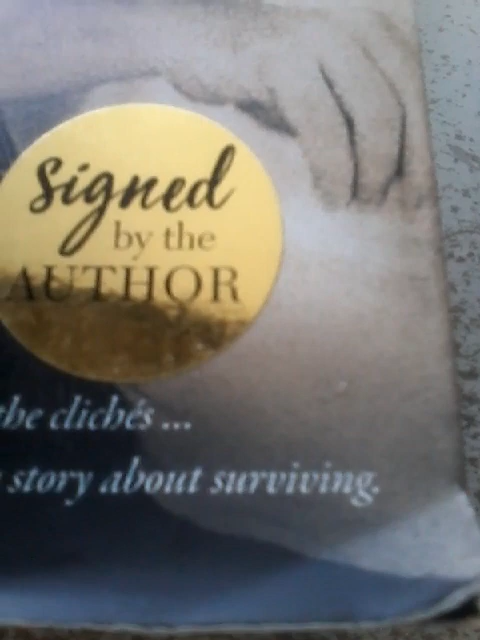 Signed
by the
AUTHOR
the clichés ...
story about surviving.